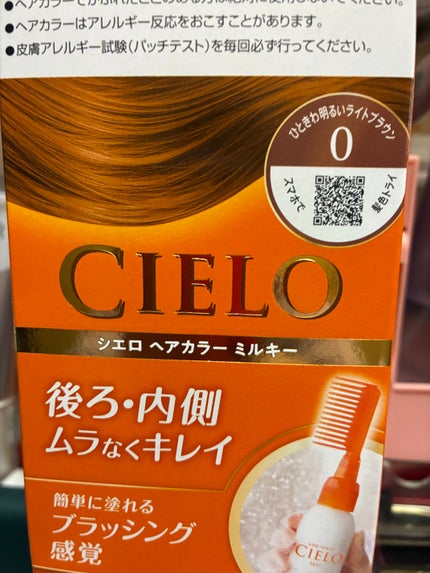 ●ヘアカラーはアレルギー反応をおこすことがあります。
●皮膚アレルギー試験(パッチテスト)を毎回必ず行ってください。
ひときわ明るいライトブラウン
0
スマホで
髪色トライ
CIELO
シエロ ヘアカラー ミルキー
後ろ・内側
ムラなくキレイ
簡単に塗れる
ブラッシング
感覚
CIELO